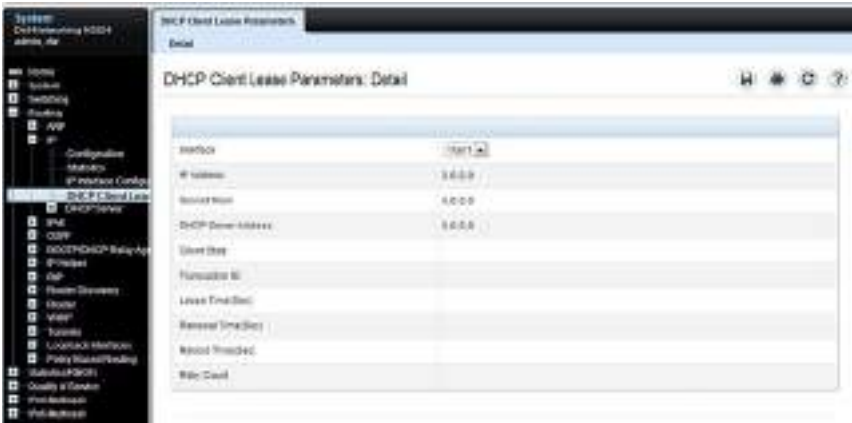 System
Dell Networking N3024
admin, r/w
Home
System
Switching
Routing
ARP
IP
Configuration
Statistics
IP Interface Configu
DHCP Client Leas
DHCP Server
IPv6
OSPF
BOOTP/DHCP Relay Age
IP Helper
RIP
Router Discovery
Router
VRRP
Tunnels
Loopback Interfaces
Policy Based Routing
Statistics/RMON
Quality of Service
IPv4 Multicast
IPv6 Multicast
DHCP Client Lease Parameters
Detail
DHCP Client Lease Parameters: Detail
Interface
IP Address 0.0.0.0
Subnet Mask 0.0.0.0
DHCP Server Address 0.0.0.0
Client State
Transaction ID
Lease Time(Sec)
Renewal Time(Sec)
Rebind Time(Sec)
Retry Count